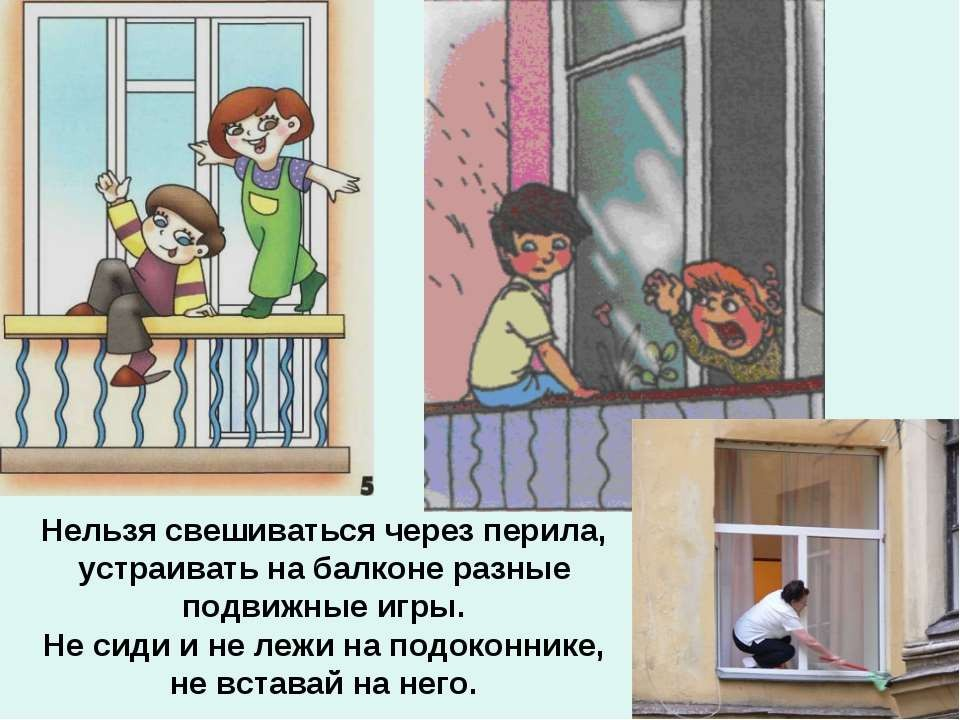 5
Нельзя свешиваться через перила,
устраивать на балконе разные
подвижные игры.
Не сиди и не лежи на подоконнике,
не вставай на него.